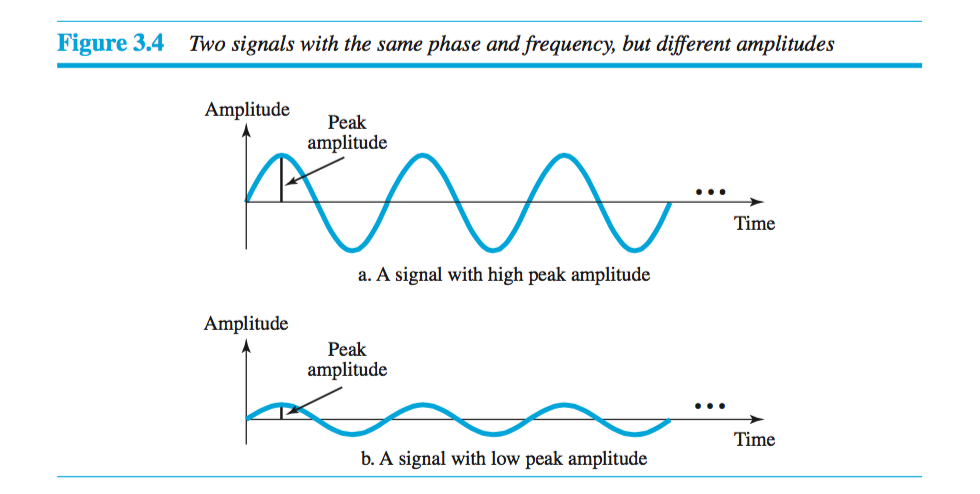 Figure 3.4 Two signals with the same phase and frequency, but different amplitudes
Amplitude
Peak
amplitude
•••
Time
a. A signal with high peak amplitude
Amplitude
Peak
amplitude
•••
Time
b. A signal with low peak amplitude